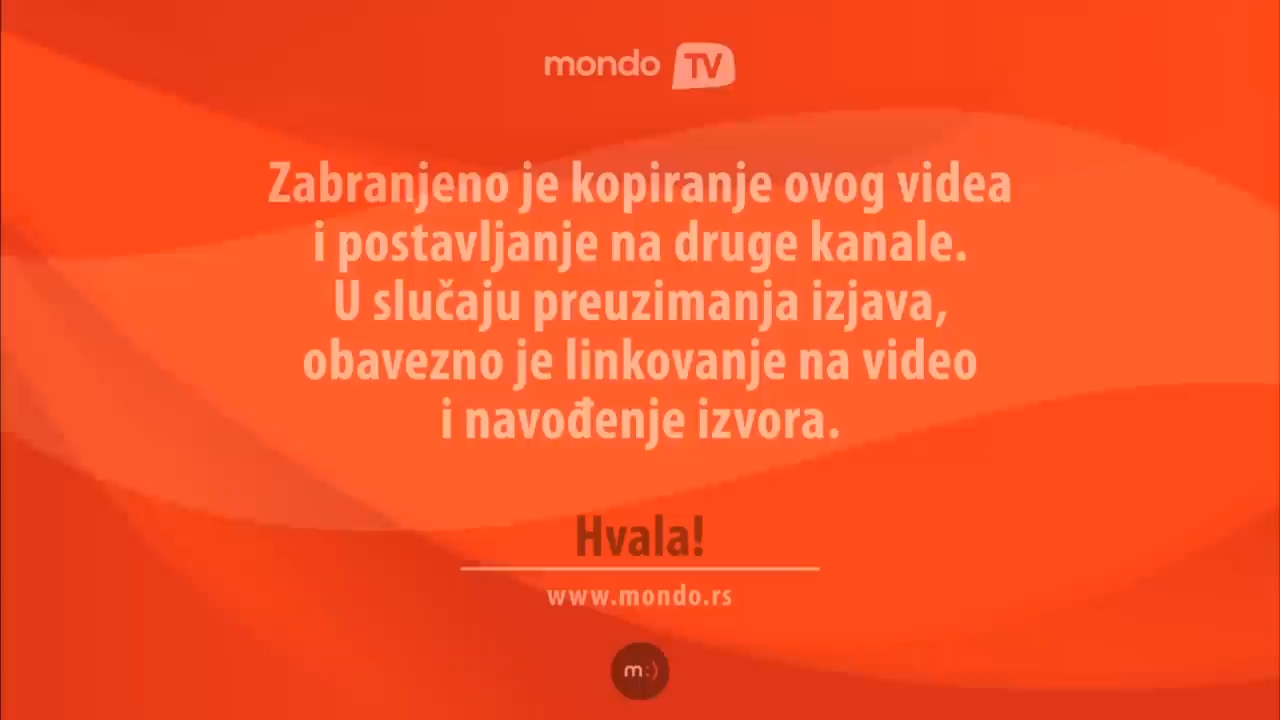 mondo TV
Zabranjeno je kopiranje ovog videa
i postavljanje na druge kanale.
U slučaju preuzimanja izjava,
obavezno je linkovanje na video
i navođenje izvora.
Hvala!
www.mondo.rs
m:)